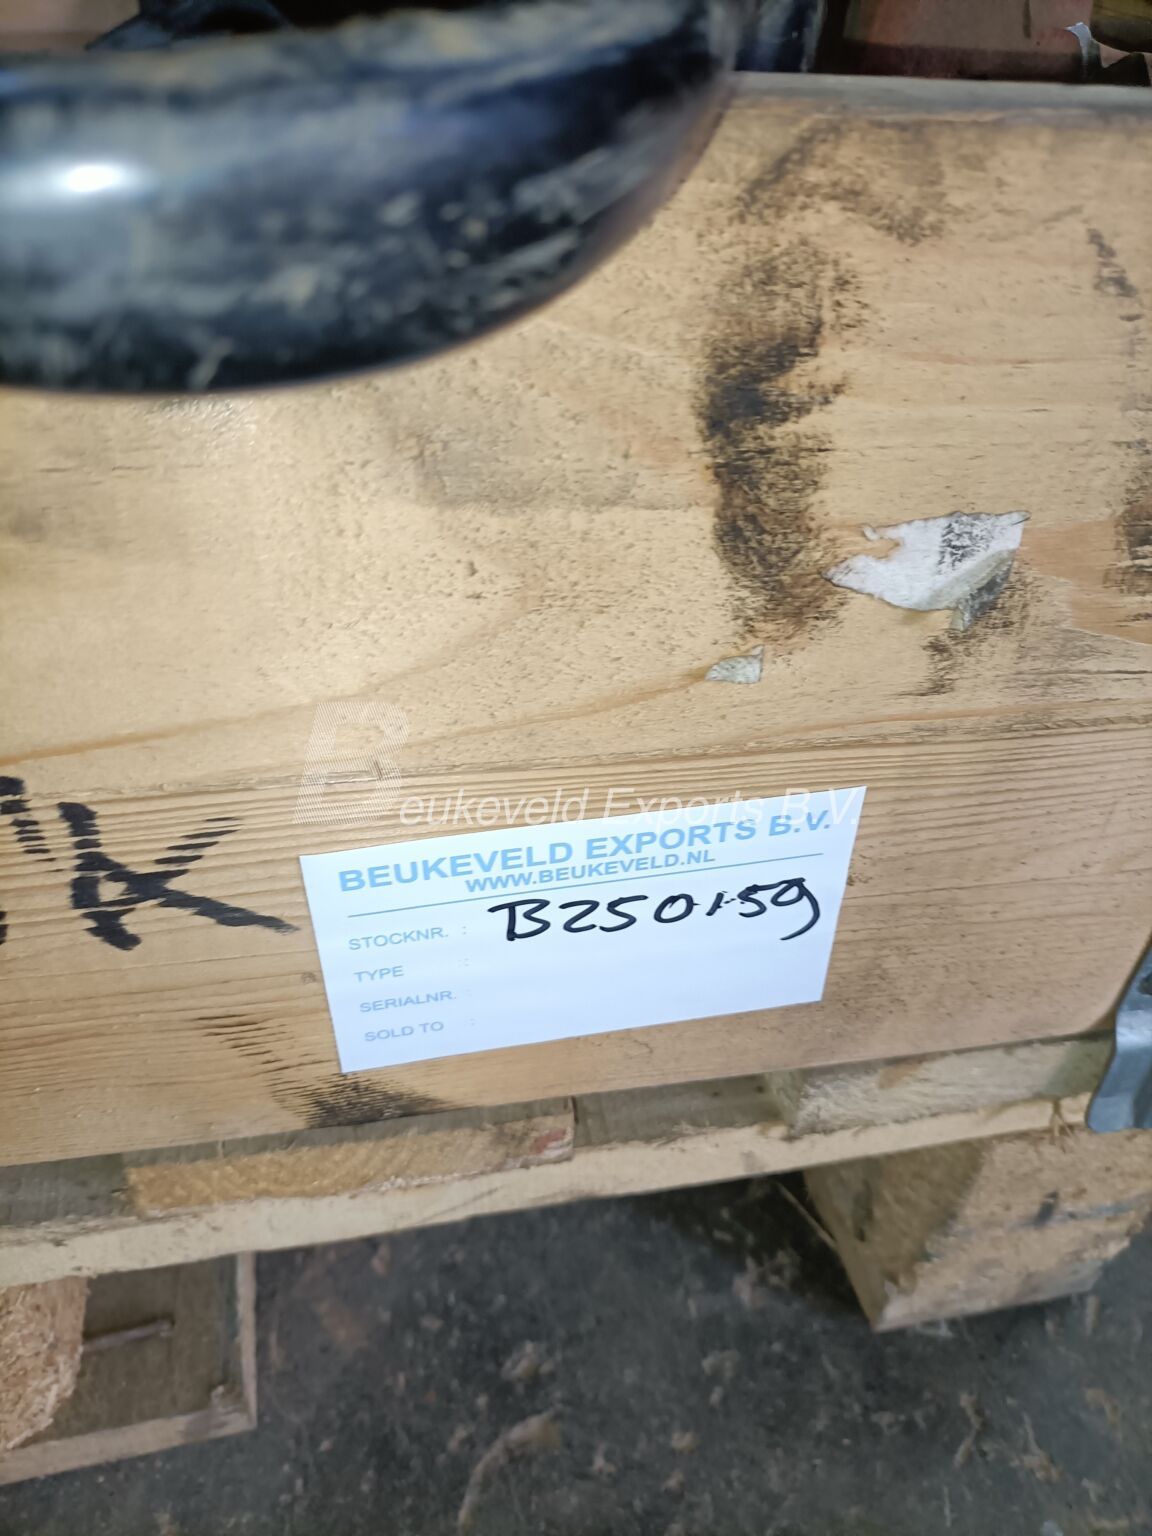 Beukeveld Exports B.V.
BEUKEVELD EXPORTS B.V.
WWW.BEUKEVELD.NL
STOCKNR. : B250159
TYPE :
SERIALNR. :
SOLD TO :